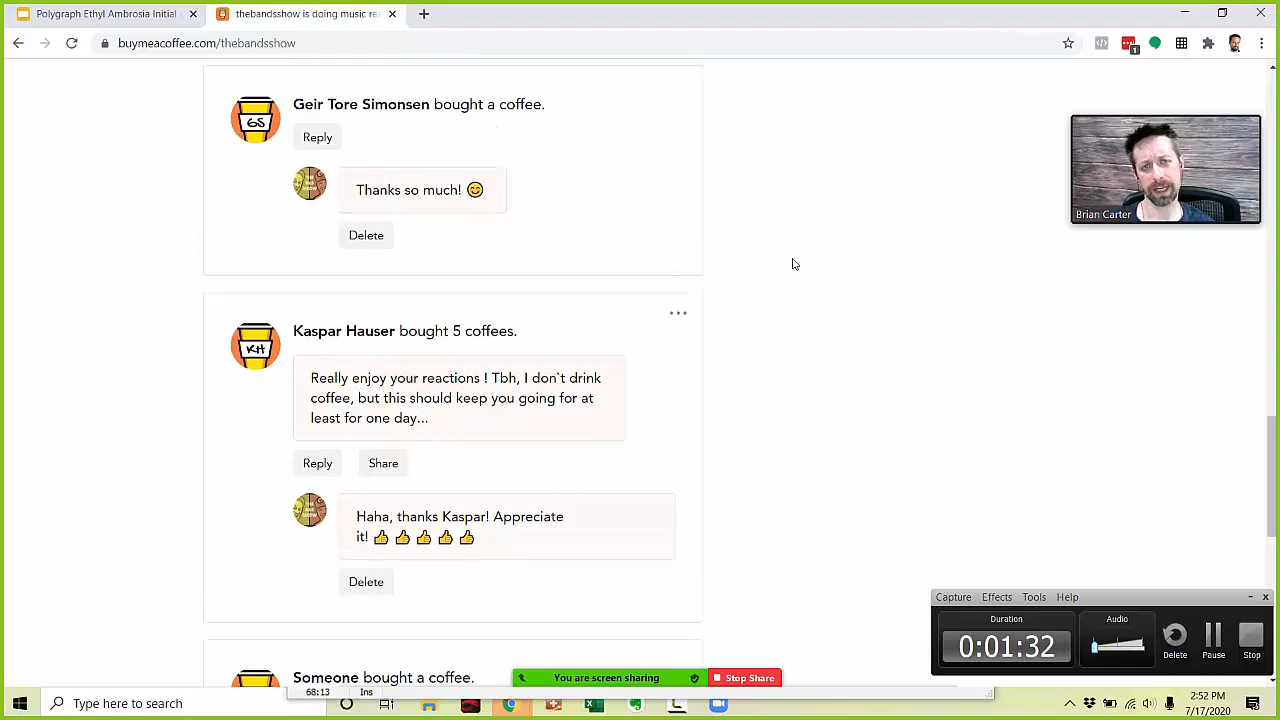 Polygraph Ethyl Ambrosia Initial
thebandsshow is doing music rea
buymeacoffee.com/thebandsshow
1
GS
Geir Tore Simonsen bought a coffee.
Reply
Thanks so much! 😊
Delete
Brian Carter
KH
Kaspar Hauser bought 5 coffees.
Really enjoy your reactions ! Tbh, I don`t drink
coffee, but this should keep you going for at
least for one day...
Reply Share
Haha, thanks Kaspar! Appreciate
it! 👍👍👍👍👍
Delete
Capture Effects Tools Help
Duration
Audio
0:01:32
Delete Pause Stop
Someone bought a coffee.
You are screen sharing
Stop Share
68:13 Ins
Type here to search
2:52 PM
7/17/2020